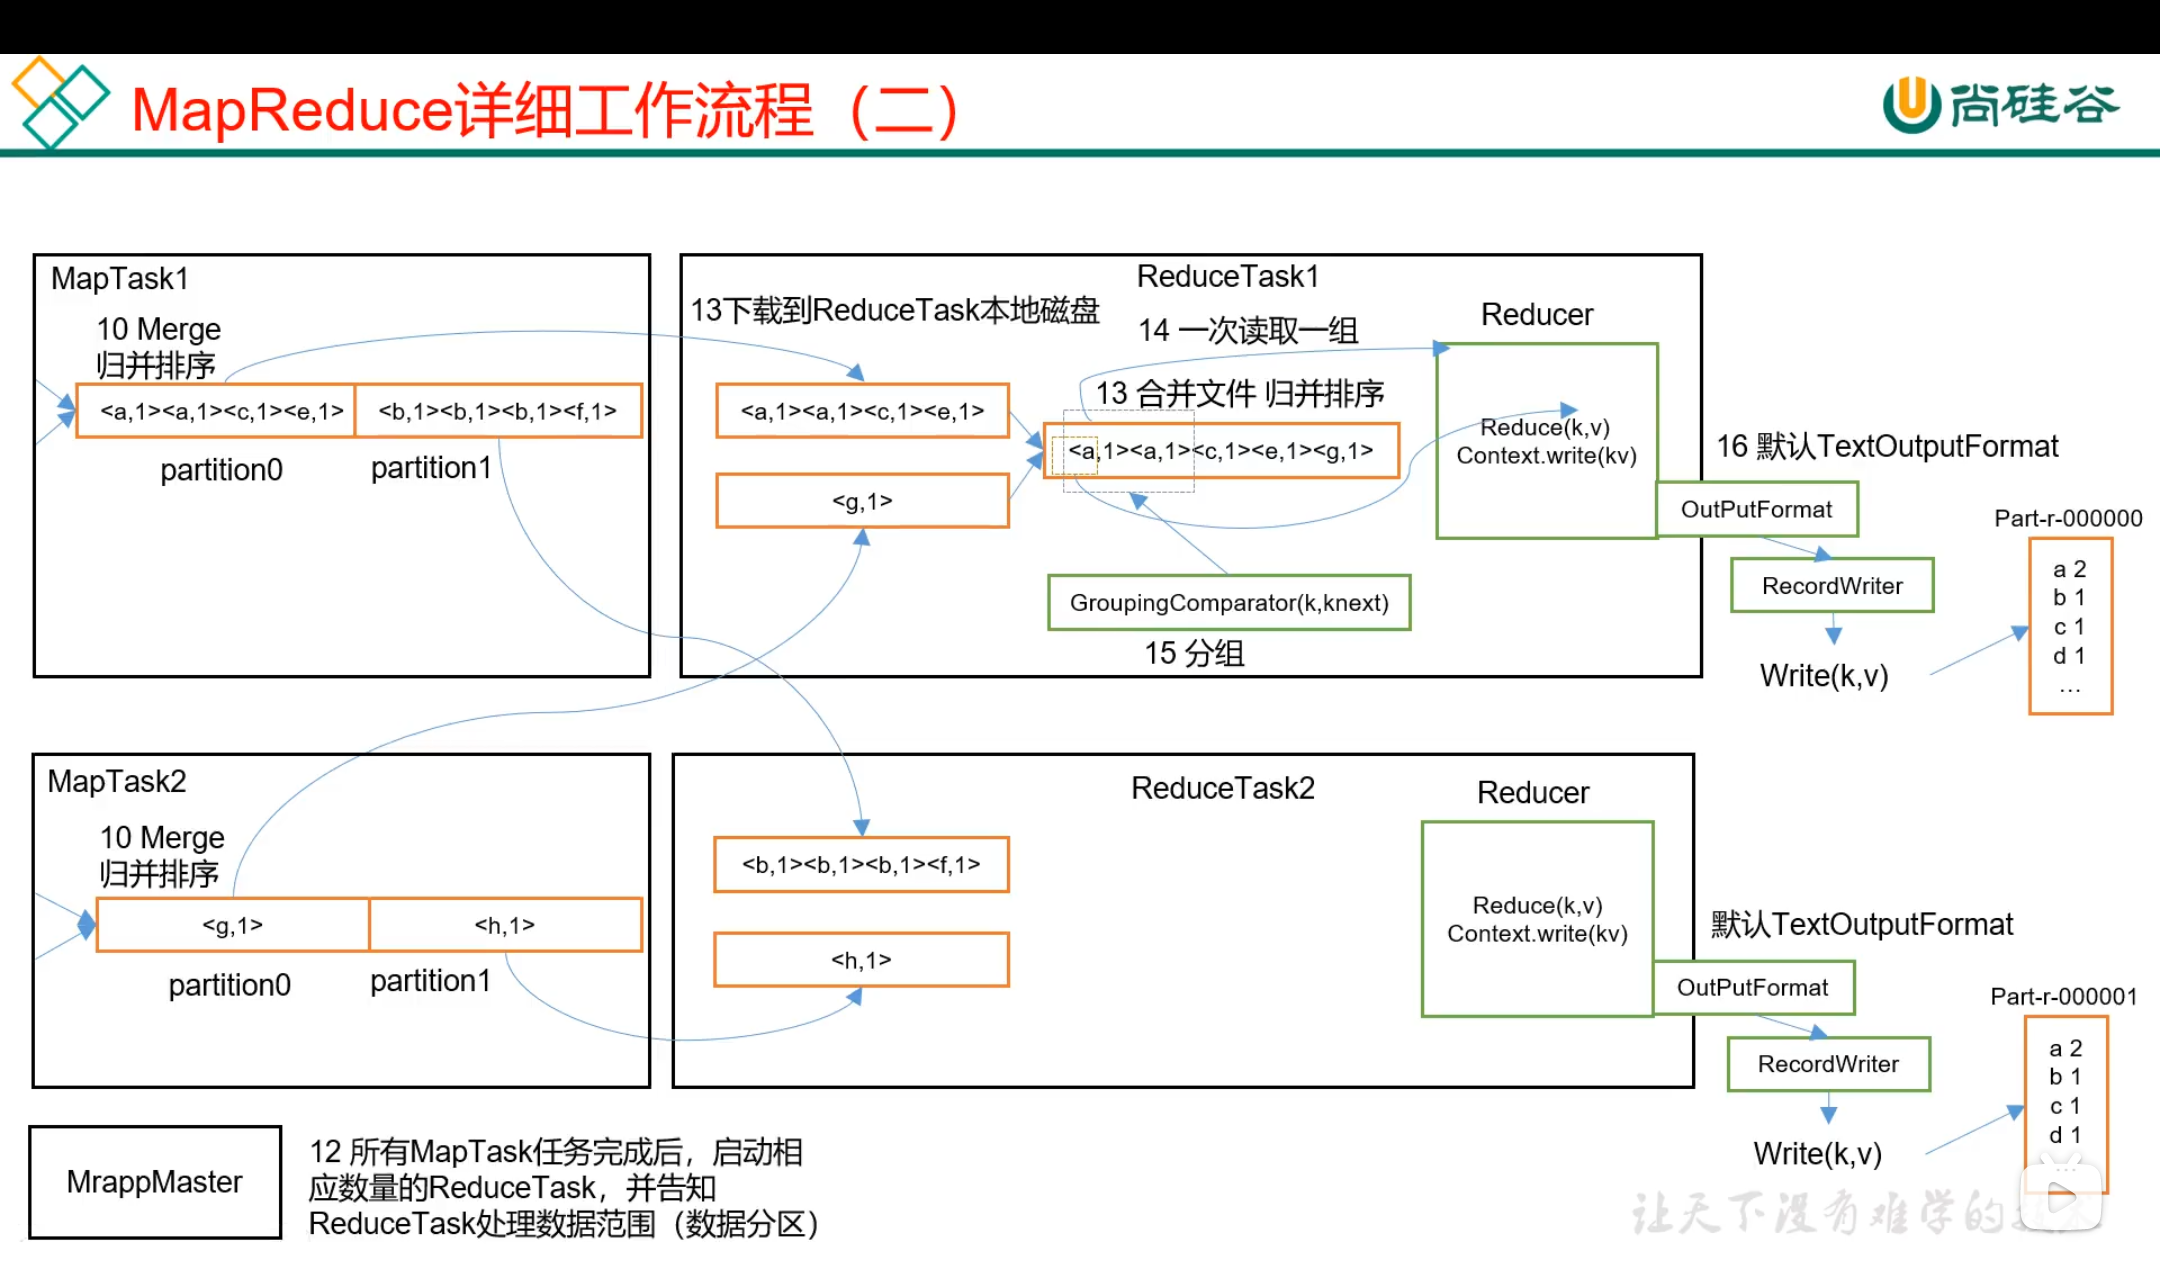 MapReduce详细工作流程（二）
尚硅谷
MapTask1
10 Merge
归并排序
<a,1><a,1><c,1><e,1>
<b,1><b,1><b,1><f,1>
partition0
partition1
ReduceTask1
13下载到ReduceTask本地磁盘
14 一次读取一组
Reducer
13 合并文件 归并排序
<a,1><a,1><c,1><e,1>
<g,1>
<a,1><a,1><c,1><e,1><g,1>
Reduce(k,v)
Context.write(kv)
GroupingComparator(k,knext)
15 分组
16 默认TextOutputFormat
OutPutFormat
RecordWriter
Write(k,v)
Part-r-000000
a 2
b 1
c 1
d 1
...
MapTask2
10 Merge
归并排序
<g,1>
<h,1>
partition0
partition1
ReduceTask2
Reducer
<b,1><b,1><b,1><f,1>
<h,1>
Reduce(k,v)
Context.write(kv)
默认TextOutputFormat
OutPutFormat
RecordWriter
Write(k,v)
Part-r-000001
a 2
b 1
c 1
d 1
...
MrappMaster
12 所有MapTask任务完成后，启动相
应数量的ReduceTask，并告知
ReduceTask处理数据范围（数据分区）
让天下没有难学的